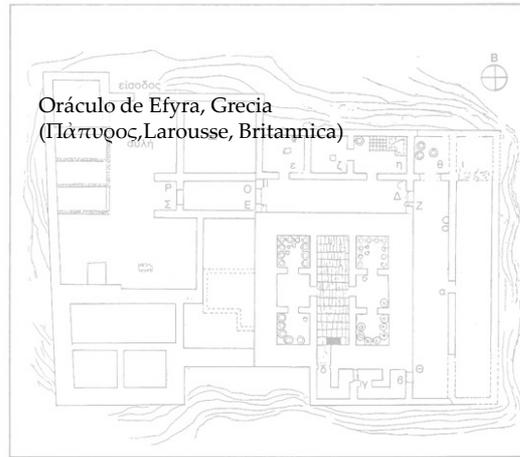 Β
είσοδος
Oráculo de Efyra, Grecia
(Πὰπυρος,Larousse, Britannica)
αυλή
ε
ζ
η
θ
ι
Ρ
Ο
Δ
Σ
Ε
Ζ
α
δ
γ
β
Θ